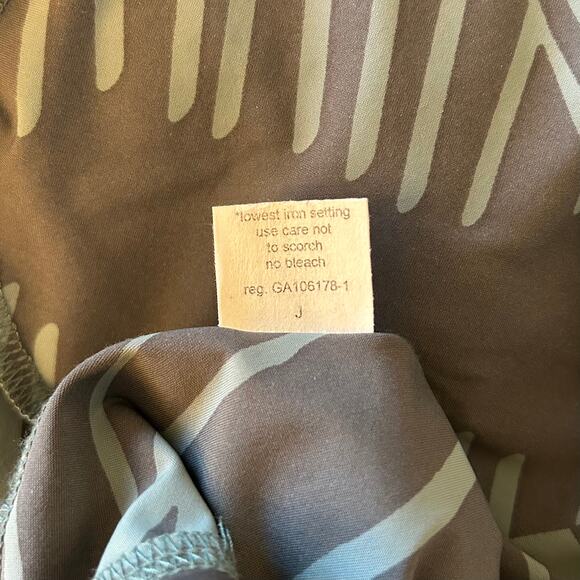 *lowest iron setting
use care not
to scorch
no bleach
reg. GA106178-1
J